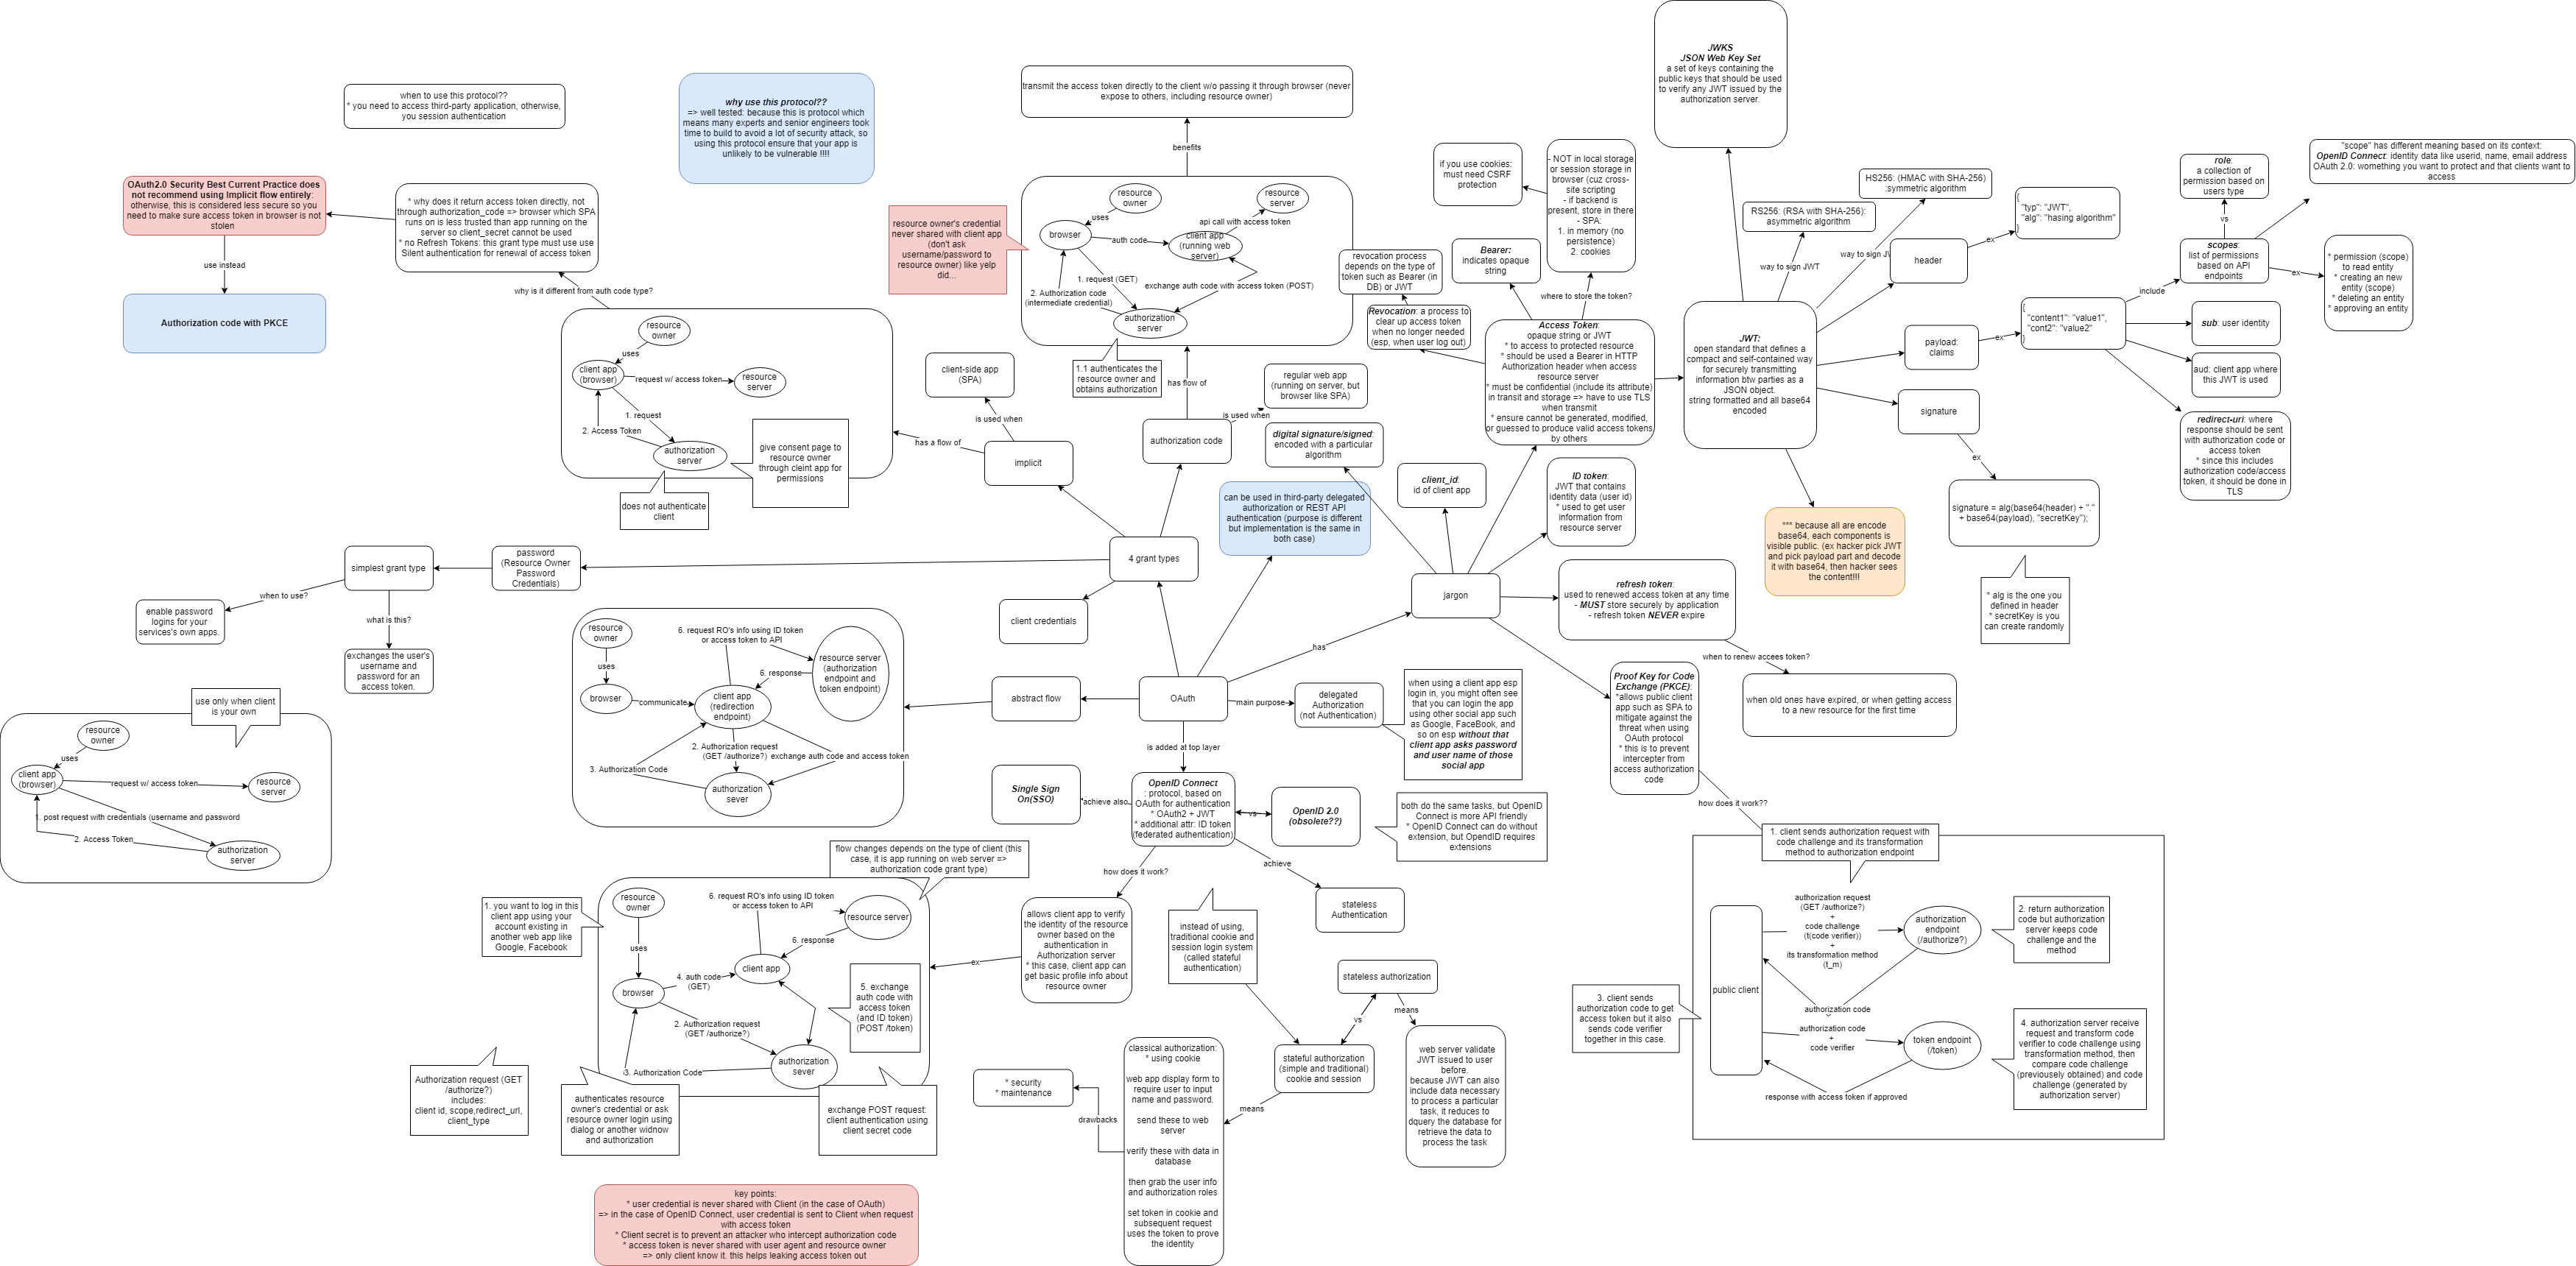 JWKS
JSON Web Key Set
a set of keys containing the
public keys that should be used
to verify any JWT issued by the
authorization server.
when to use this protocol??
* you need to access third-party application, otherwise,
you session authentication
why use this protocol??
=> well tested: because this is protocol which
means many experts and senior engineers took
time to build to avoid a lot of security attack, so
using this protocol ensure that your app is
unlikely to be vulnerable !!!!
transmit the access token directly to the client w/o passing it through browser (never
expose to others, including resource owner)
benefits
OAuth2.0 Security Best Current Practice does
not recommend using Implicit flow entirely:
otherwise, this is considered less secure so you
need to make sure access token in browser is not
stolen
use instead
Authorization code with PKCE
* why does it return access token directly, not
through authorization_code => browser which SPA
runs on is less trusted than app running on the
server so client_secret cannot be used
* no Refresh Tokens: this grant type must use use
Silent authentication for renewal of access token
why is it different from auth code type?
resource owner's credential
never shared with client app
(don't ask
username/password to
resource owner) like yelp
did...
resource
owner
resource
server
uses
api call with access token
browser
auth code
client app
(running web
server)
1. request (GET)
2. Authorization code
(intermediate credential)
exchange auth code with access token (POST)
authorization
server
1.1 authenticates the
resource owner and
obtains authorization
has flow of
if you use cookies:
must need CSRF
protection
- NOT in local storage
or session storage in
browser (cuz cross-
site scripting
- if backend is
present, store in there
- SPA:
1. in memory (no
persistence)
2. cookies
revocation process
depends on the type of
token such as Bearer (in
DB) or JWT
Bearer:
indicates opaque
string
where to store the token?
Revocation: a process to
clear up access token
when no longer needed
(esp, when user log out)
Access Token:
opaque string or JWT
* to access to protected resource
* should be used a Bearer in HTTP
Authorization header when access
resource server
* must be confidential (include its attribute)
in transit and storage => have to use TLS
when transmit
* ensure cannot be generated, modified,
or guessed to produce valid access tokens
by others
RS256: (RSA with SHA-256):
asymmetric algorithm
HS256: (HMAC with SHA-256)
:symmetric algorithm
way to sign JWT
way to sign
header
ex
{
"typ": "JWT",
"alg": "hasing algorithm"
}
JWT:
open standard that defines a
compact and self-contained way
for securely transmitting
information btw parties as a
JSON object.
string formatted and all base64
encoded
payload:
claims
ex
{
"content1": "value1",
"cont2": "value2"
}
include
role:
a collection of
permission based on
users type
vs
scopes:
list of permissions
based on API
endpoints
"scope" has different meaning based on its context:
OpenID Connect: identity data like userid, name, email address
OAuth 2.0: womething you want to protect and that clients want to
access
ex
* permission (scope)
to read entity
* creating an new
entity (scope)
* deleting an entity
* approving an entity
sub: user identity
aud: client app where
this JWT is used
redirect-uri: where
response should be sent
with authorization code or
access token
* since this includes
authorization code/access
token, it should be done in
TLS
signature
ex
signature = alg(base64(header) + "."
+ base64(payload), "secretKey");
* alg is the one you
defined in header
* secretKey is you
can create randomly
*** because all are encode
base64, each components is
visible public. (ex hacker pick JWT
and pick payload part and decode
it with base64, then hacker sees
the content!!!
resource
owner
uses
client app
(browser)
request w/ access token
resource
server
1. request
2. Access Token
authorization
server
give consent page to
resource owner
through cleint app for
permissions
does not authenticate
client
has a flow of
client-side app
(SPA)
is used when
implicit
authorization code
is used when
regular web app
(running on server, but
browser like SPA)
digital signature/signed:
encoded with a particular
algorithm
client_id:
id of client app
ID token:
JWT that contains
identity data (user id)
* used to get user
information from
resource server
can be used in third-party delegated
authorization or REST API
authentication (purpose is different
but implementation is the same in
both case)
4 grant types
password
(Resource Owner
Password
Credentials)
simplest grant type
when to use?
enable password
logins for your
services's own apps.
what is this?
exchanges the user's
username and
password for an
access token.
client credentials
jargon
has
refresh token:
used to renewed access token at any time
- MUST store securely by application
- refresh token NEVER expire
when to renew accees token?
when old ones have expired, or when getting access
to a new resource for the first time
Proof Key for Code
Exchange (PKCE):
*allows public client
app such as SPA to
mitigate against the
threat when using
OAuth protocol
* this is to prevent
intercepter from
access authorization
code
how does it work??
OAuth
abstract flow
main purpose
delegated
Authorization
(not Authentication)
when using a client app esp
login in, you might often see
that you can login the app
using other social app such
as Google, FaceBook, and
so on esp without that
client app asks password
and user name of those
social app
is added at top layer
resource
owner
uses
browser
communicate
6. request RO's info using ID token
or access token to API
resource server
(authorization
endpoint and
token endpoint)
6. response
client app
(redirection
endpoint)
2. Authorization request
(GET /authorize?)
exchange auth code and access token
3. Authorization Code
authorization
sever
use only when client
is your own
resource
owner
uses
client app
(browser)
request w/ access token
resource
server
1. post request with credentials (username and password
2. Access Token
authorization
server
Single Sign
On(SSO)
achieve also
OpenID Connect
: protocol, based on
OAuth for authentication
* OAuth2 + JWT
* additional attr: ID token
(federated authentication)
vs
OpenID 2.0
(obsolete??)
both do the same tasks, but OpenID
Connect is more API friendly
* OpenID Connect can do without
extension, but OpendID requires
extensions
achieve
stateless
Authentication
how does it work?
allows client app to verify
the identity of the resource
owner based on the
authentication in
Authorization server
* this case, client app can
get basic profile info about
resource owner
ex
flow changes depends on the type of client (this
case, it is app running on web server =>
authorization code grant type)
1. you want to log in this
client app using your
account existing in
another web app like
Google, Facebook
resource
owner
uses
6. request RO's info using ID token
or access token to API
resource server
6. response
client app
4. auth code
(GET)
browser
2. Authorization request
(GET /authorize?)
5. exchange
auth code with
access token
(and ID token)
(POST /token)
3. Authorization Code
authorization
sever
Authorization request (GET
/authorize?)
includes:
client id, scope,redirect_url,
client_type
authenticates resource
owner's credential or ask
resource owner login using
dialog or another widnow
and authorization
exchange POST request:
client authentication using
client secret code
instead of using,
traditional cookie and
session login system
(called stateful
authentication)
stateless authorization
vs
means
stateful authorization
(simple and traditional)
cookie and session
web server validate
JWT issued to user
before.
because JWT can also
include data necessary
to process a particular
task, it reduces to
dquery the database for
retrieve the data to
process the task
means
classical authorization:
* using cookie
web app display form to
require user to input
name and password.
send these to web
server
verify these with data in
database
then grab the user info
and authorization roles
set token in cookie and
subsequent request
uses the token to prove
the identity
drawbacks
* security
* maintenance
1. client sends authorization request with
code challenge and its transformation
method to authorization endpoint
public client
authorization request
(GET /authorize?)
+
code challenge
(t(code verifier))
+
its transformation method
(t_m)
authorization
endpoint
(/authorize?)
2. return authorization
code but authorization
server keeps code
challenge and the
method
authorization code
3. client sends
authorization code to get
access token but it also
sends code verifier
together in this case.
authorization code
+
code verifier
token endpoint
(/token)
4. authorization server receive
request and transform code
verifier to code challenge using
transformation method, then
compare code challenge
(previousely obtained) and code
challenge (generated by
authorization server)
response with access token if approved
key points:
* user credential is never shared with Client (in the case of OAuth)
=> in the case of OpenID Connect, user credential is sent to Client when request
with access token
* Client secret is to prevent an attacker who intercept authorization code
* access token is never shared with user agent and resource owner
=> only client know it. this helps leaking access token out